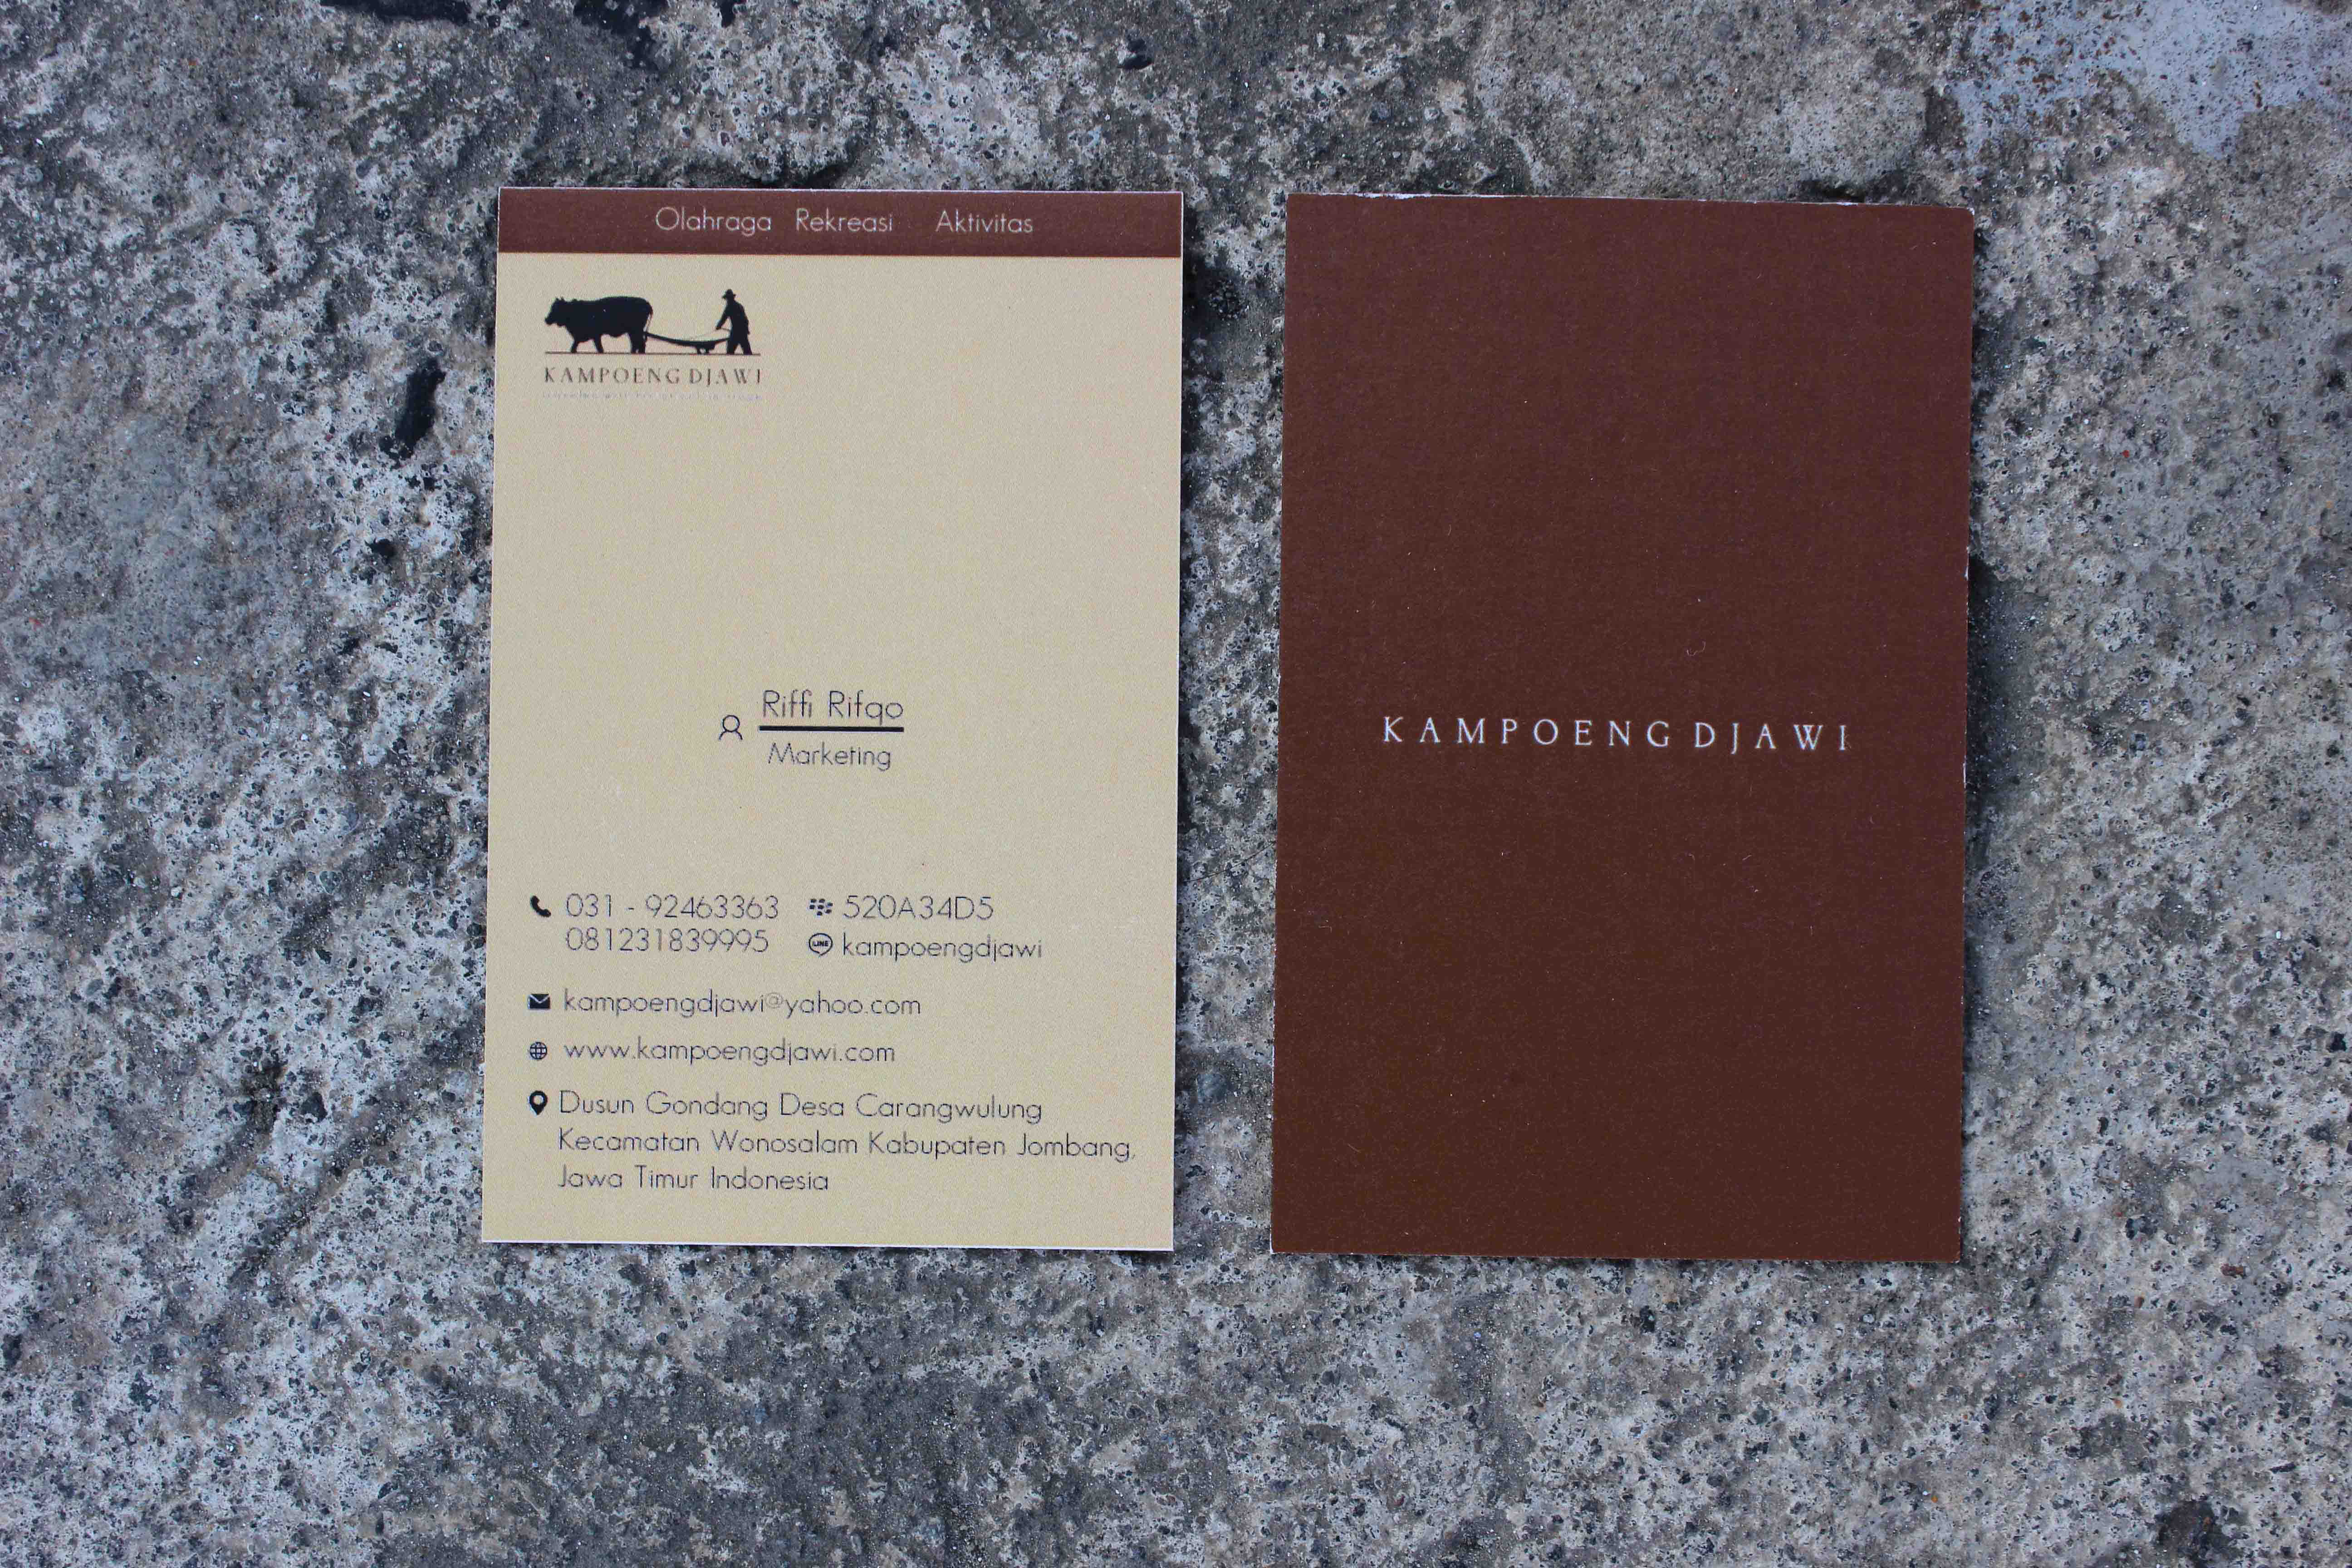 Olahraga Rekreasi Aktivitas
KAMPOENG DJAWI
Riffi Rifqo
Marketing
031 - 92463363
081231839995
520A34D5
LINE
kampoengdjawi
kampoengdjawi@yahoo.com
www.kampoengdjawi.com
Dusun Gondang Desa Carangwulung
Kecamatan Wonosalam Kabupaten Jombang,
Jawa Timur Indonesia
KAMPOENG DJAWI